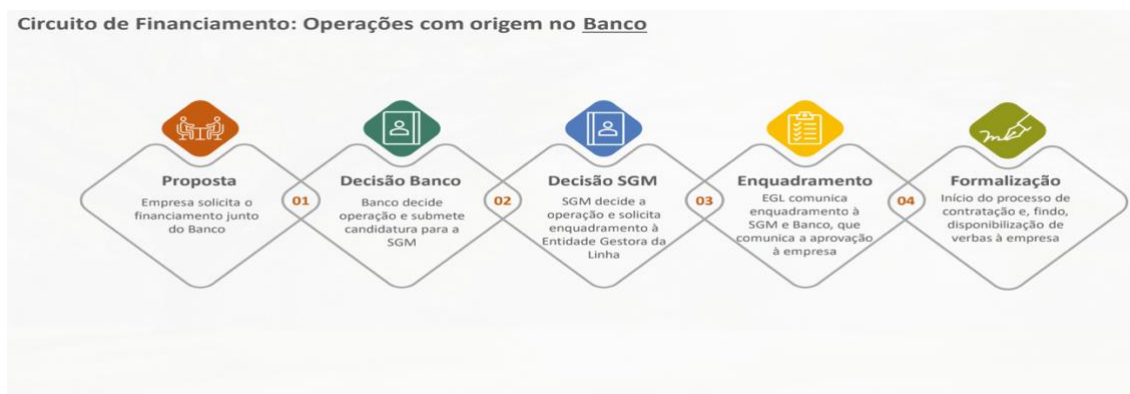 Circuito de Financiamento: Operações com origem no Banco
Proposta
Empresa solicita o
financiamento junto
do Banco
01
Decisão Banco
Banco decide
operação e submete
candidatura para a
SGM
02
Decisão SGM
SGM decide a
operação e solicita
enquadramento à
Entidade Gestora da
Linha
03
Enquadramento
EGL comunica
enquadramento à
SGM e Banco, que
comunica a aprovação
à empresa
04
Formalização
Início do processo de
contratação e, findo,
disponibilização de
verbas à empresa